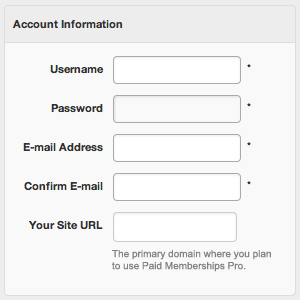 Account Information
Username *
Password *
E-mail Address *
Confirm E-mail *
Your Site URL
The primary domain where you plan
to use Paid Memberships Pro.